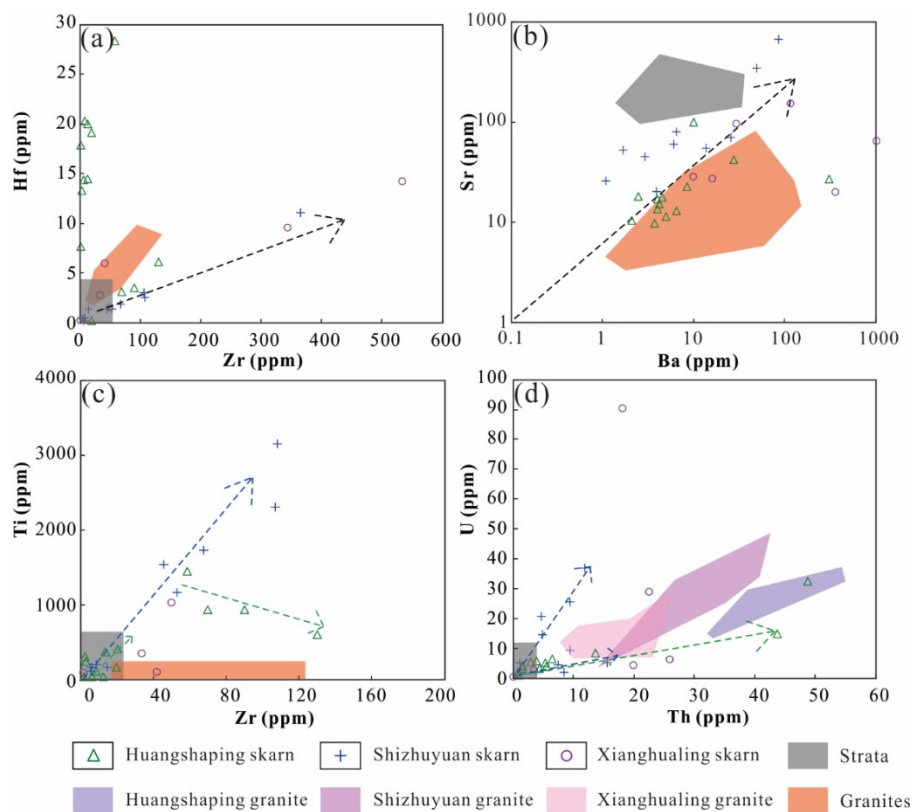 (a)
30
25
20
15
10
5
0
Hf (ppm)
0 100 200 300 400 500 600
Zr (ppm)
(b)
1000
100
10
1
Sr (ppm)
0.1 1 10 100 1000
Ba (ppm)
(c)
4000
3000
2000
1000
0
Ti (ppm)
0 40 80 120 160 200
Zr (ppm)
(d)
100
90
80
70
60
50
40
30
20
10
0
U (ppm)
0 10 20 30 40 50 60
Th (ppm)
Huangshaping skarn Shizhuyuan skarn Xianghualing skarn Strata
Huangshaping granite Shizhuyuan granite Xianghualing granite Granites